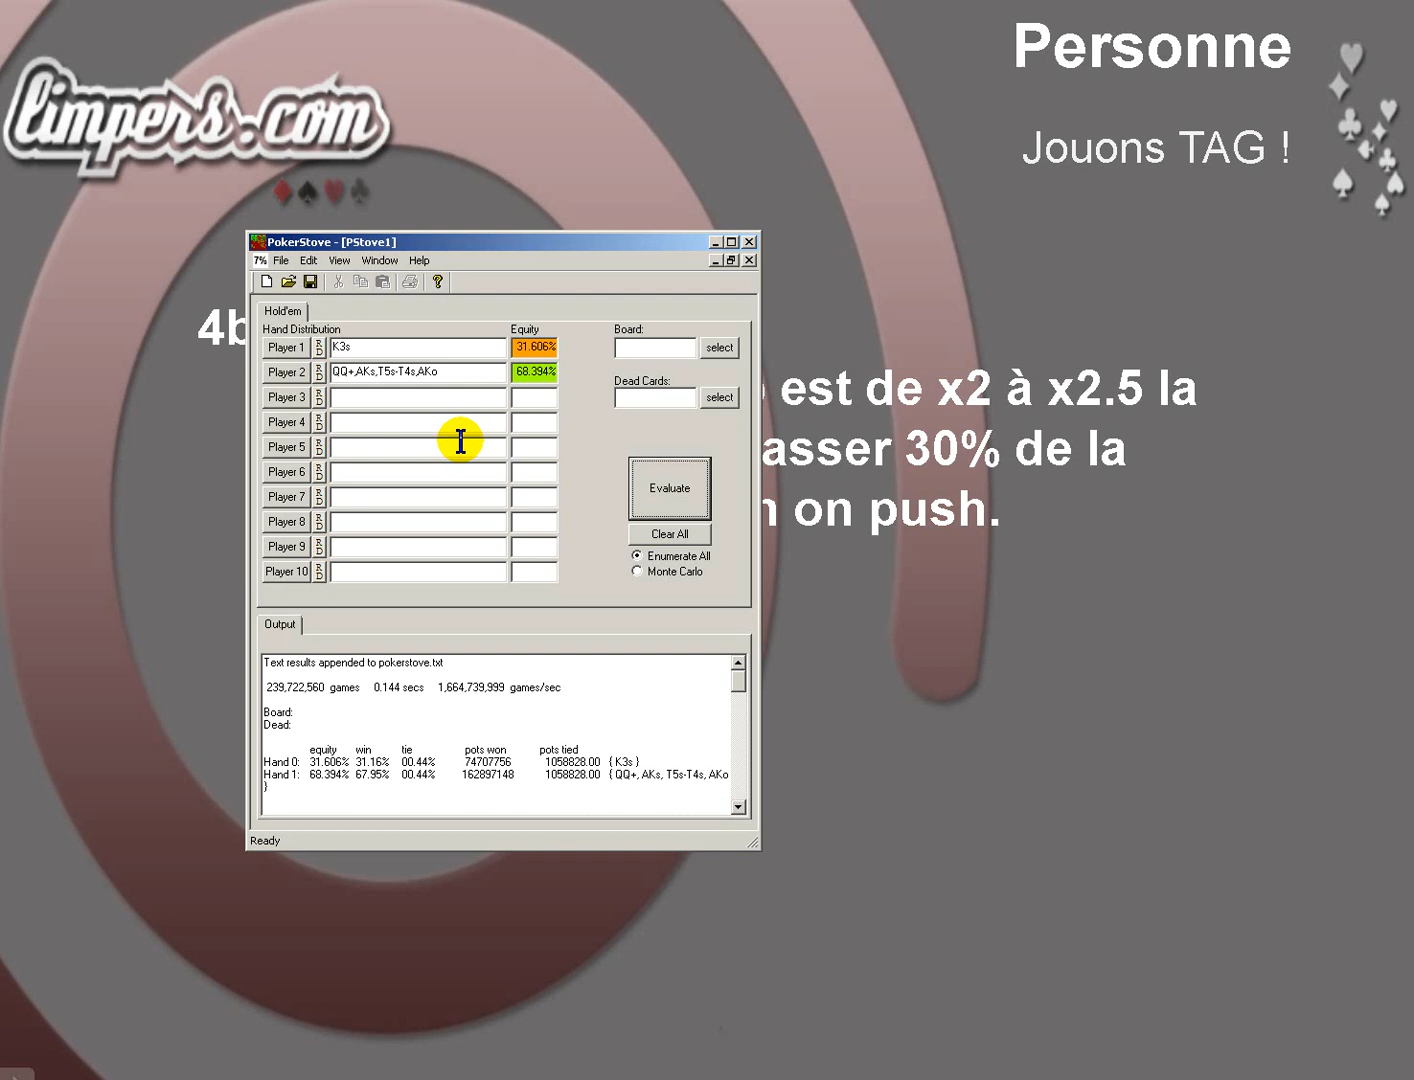 Personne
limpers.com
Jouons TAG !
PokerStove - [PStove1]
7% File Edit View Window Help
Hold'em
Hand Distribution Equity Board:
Player 1 R D K3s 31.606% select
Player 2 R D QQ+,AKs,T5s-T4s,AKo 68.394%
Dead Cards:
Player 3 R D select
Player 4 R D
Player 5 R D
Player 6 R D
Player 7 R D
Player 8 R D
Player 9 R D
Player 10 R D
Evaluate
Clear All
Enumerate All
Monte Carlo
4b
est de x2 à x2.5 la
asser 30% de la
n on push.
Output
Text results appended to pokerstove.txt
239,722,560 games 0.144 secs 1,664,739,999 games/sec
Board:
Dead:
equity win tie pots won pots tied
Hand 0: 31.606% 31.16% 00.44% 74707756 1058828.00 { K3s }
Hand 1: 68.394% 67.95% 00.44% 162897148 1058828.00 { QQ+, AKs, T5s-T4s, AKo
}
Ready